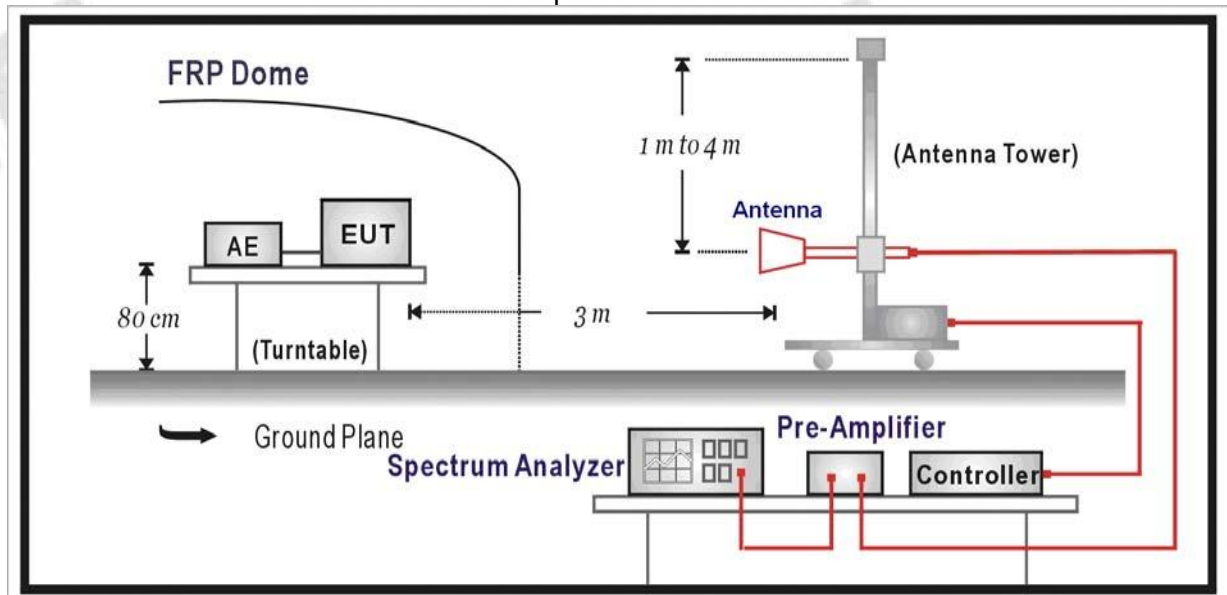 FRP Dome
1 m to 4 m
(Antenna Tower)
Antenna
AE
EUT
80 cm
3 m
(Turntable)
Ground Plane
Pre-Amplifier
Spectrum Analyzer
Controller